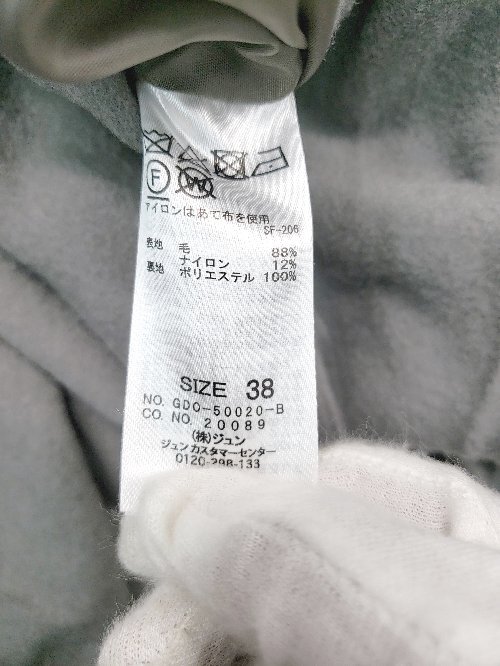 F W
アイロンはあて布を使用
SF-206
表地 毛 88%
ナイロン 12%
裏地 ポリエステル 100%
SIZE 38
NO. GDO-50020-B
CO NO. 20089
(株)ジュン
ジュンカスタマーセンター
0120-298-133